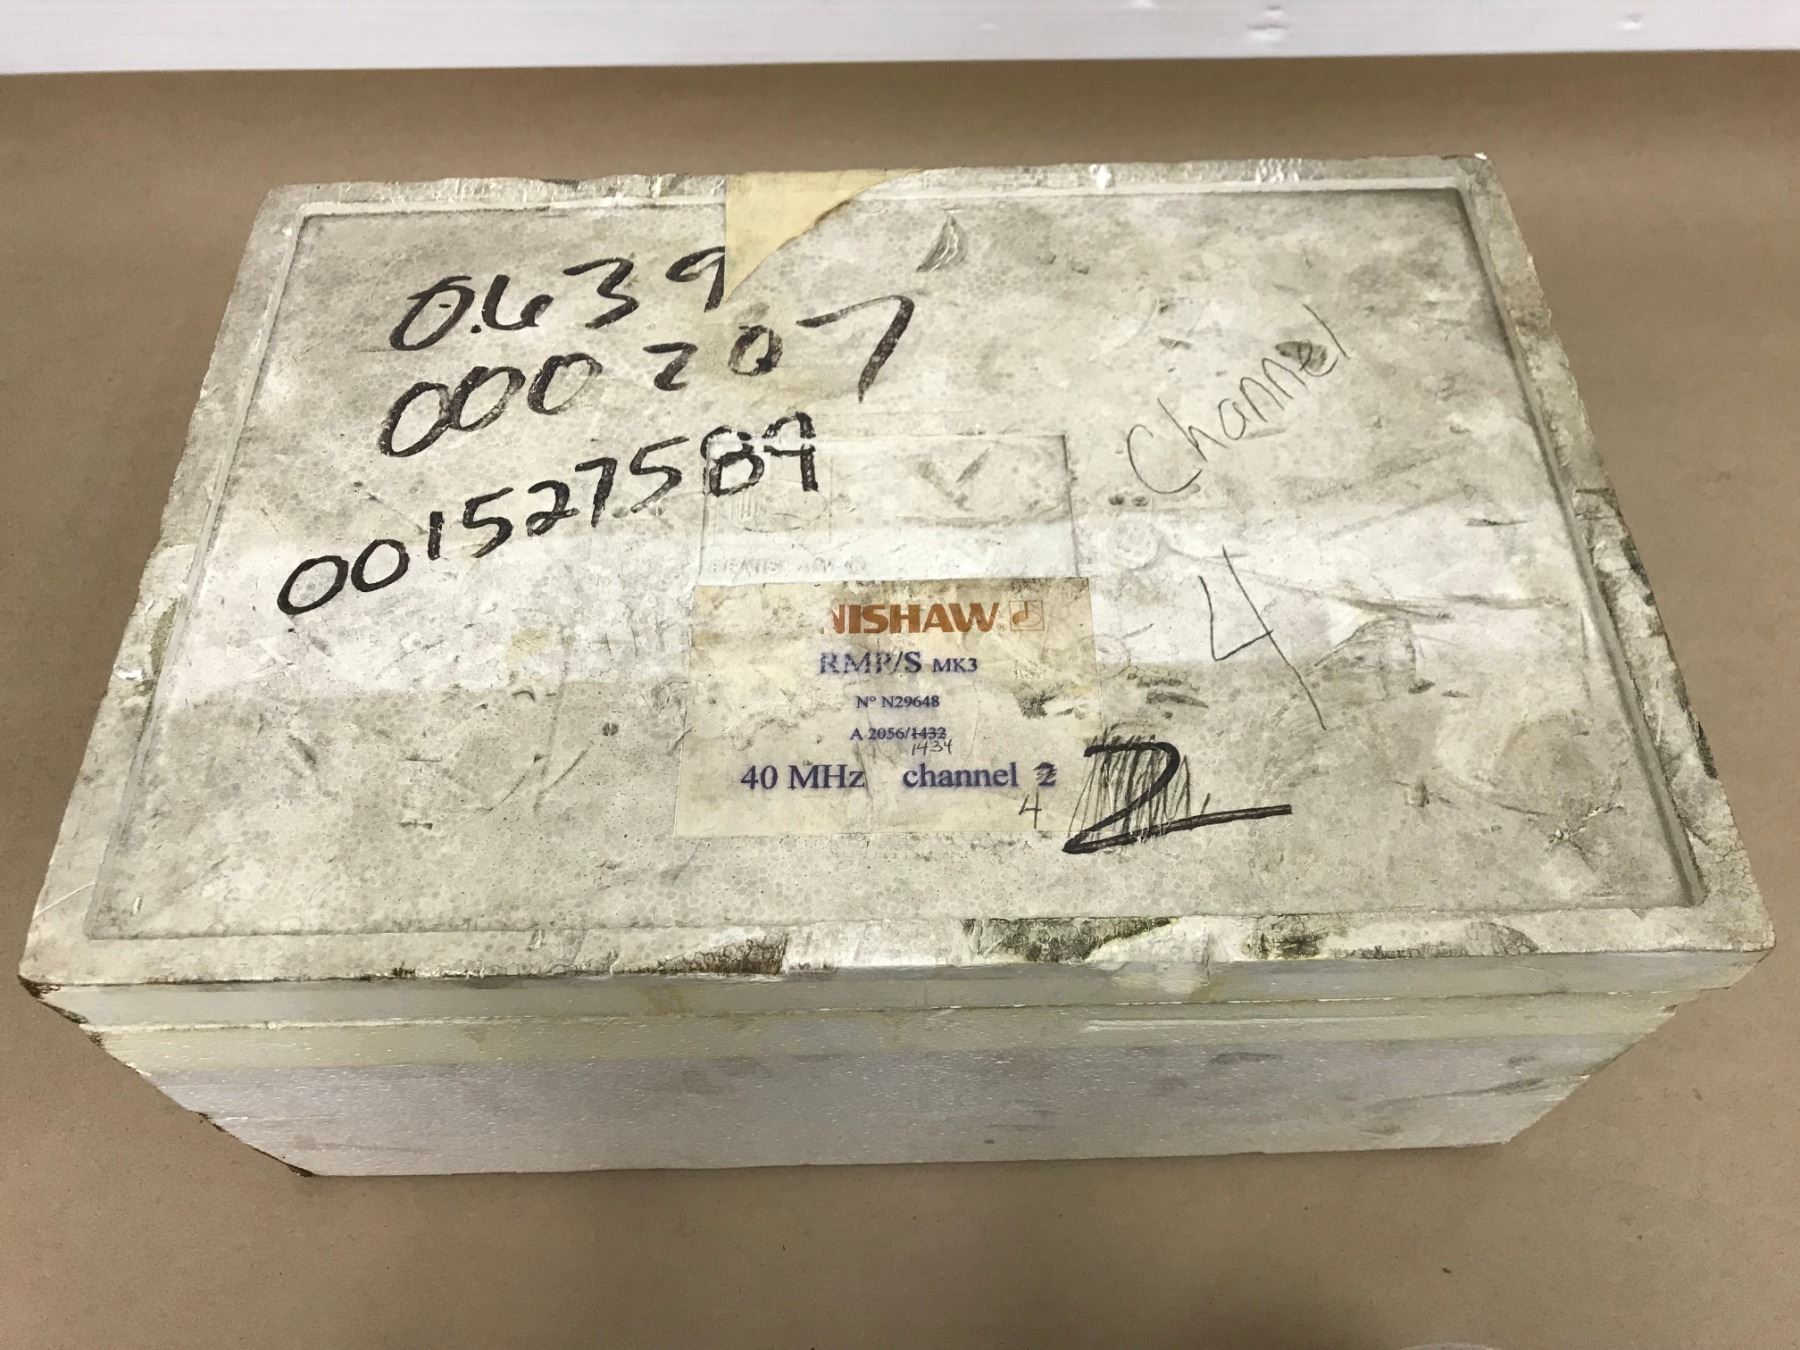 0.639
000207
001527589
Channel
4
NISHAW
RMP/S MK3
Nº N29648
A 2056/1432
1434
40 MHz channel 2
4
2